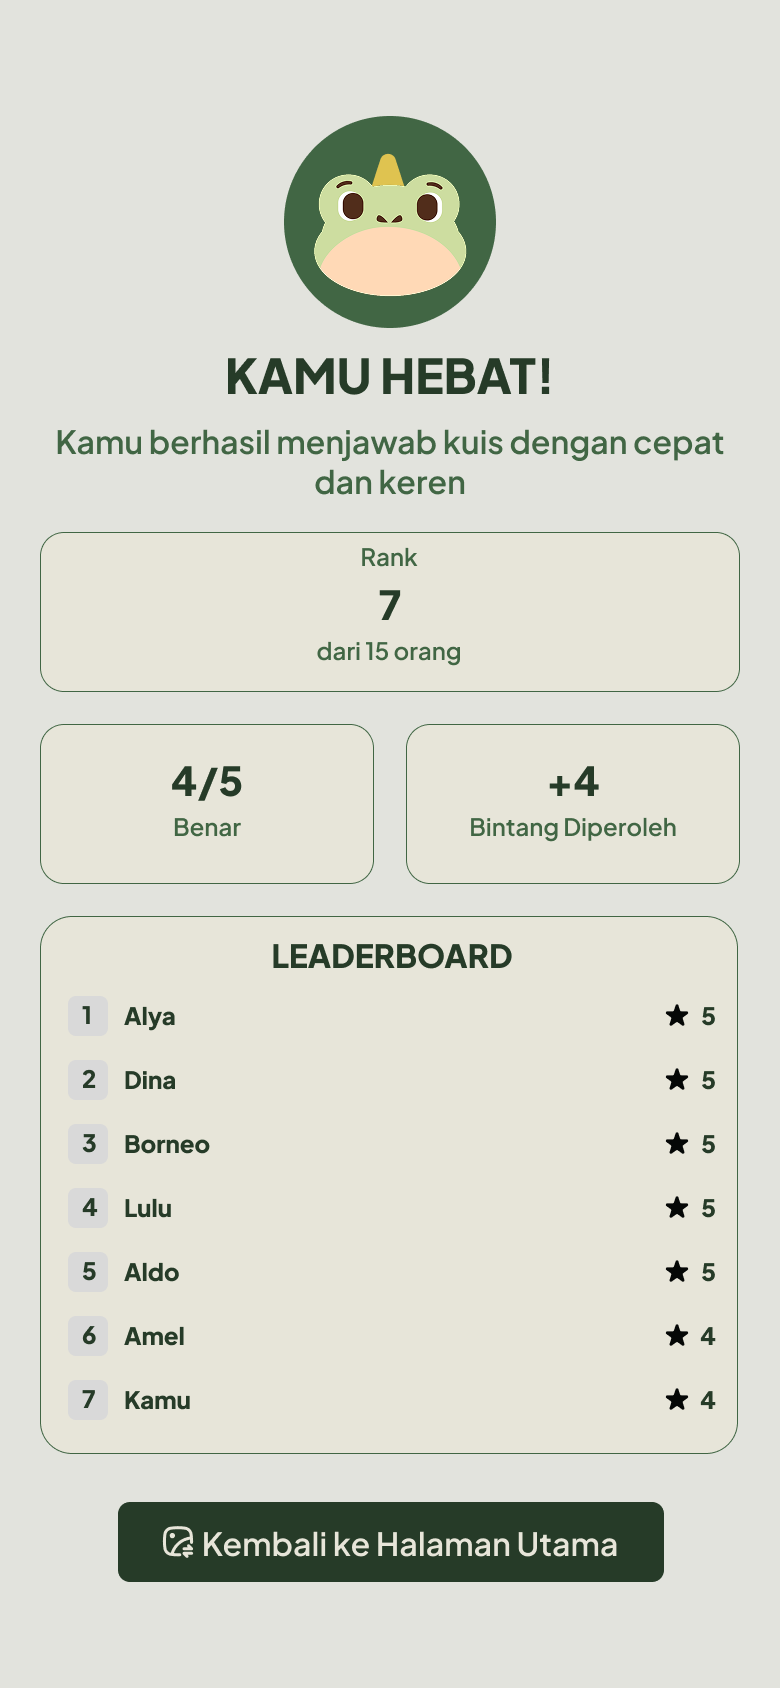 KAMU HEBAT!
Kamu berhasil menjawab kuis dengan cepat
dan keren
Rank
7
dari 15 orang
4/5
Benar
+4
Bintang Diperoleh
LEADERBOARD
1 Alya 5
2 Dina 5
3 Borneo 5
4 Lulu 5
5 Aldo 5
6 Amel 4
7 Kamu 4
Kembali ke Halaman Utama